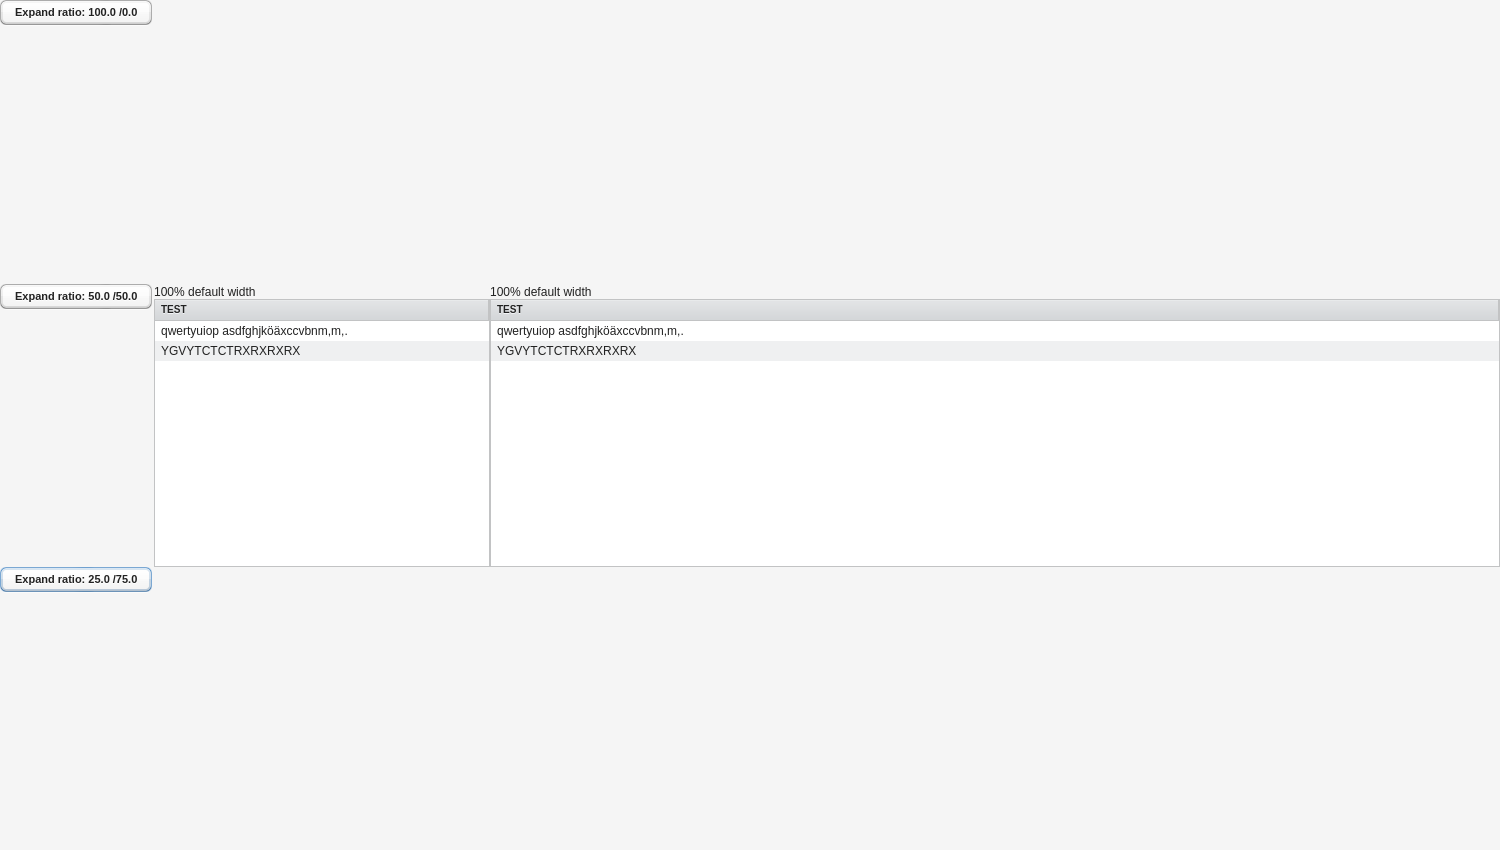 Expand ratio: 100.0 /0.0
Expand ratio: 50.0 /50.0
100% default width
100% default width
TEST
TEST
qwertyuiop asdfghjköäxccvbnm,m,.
qwertyuiop asdfghjköäxccvbnm,m,.
YGVYTCTCTRXRXRXRX
YGVYTCTCTRXRXRXRX
Expand ratio: 25.0 /75.0